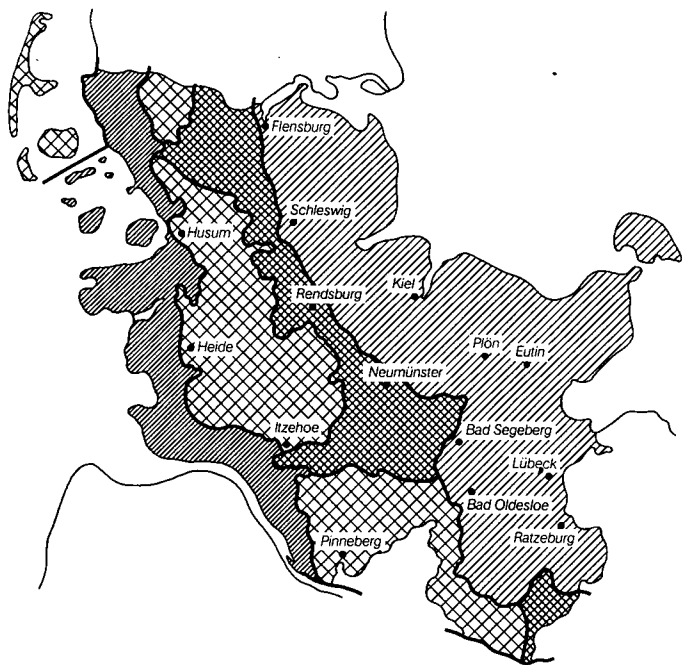 Flensburg
Schleswig
Husum
Kiel
Rendsburg
Heide
Plön
Eutin
Neumünster
Itzehoe
Bad Segeberg
Lübeck
Bad Oldesloe
Ratzeburg
Pinneberg